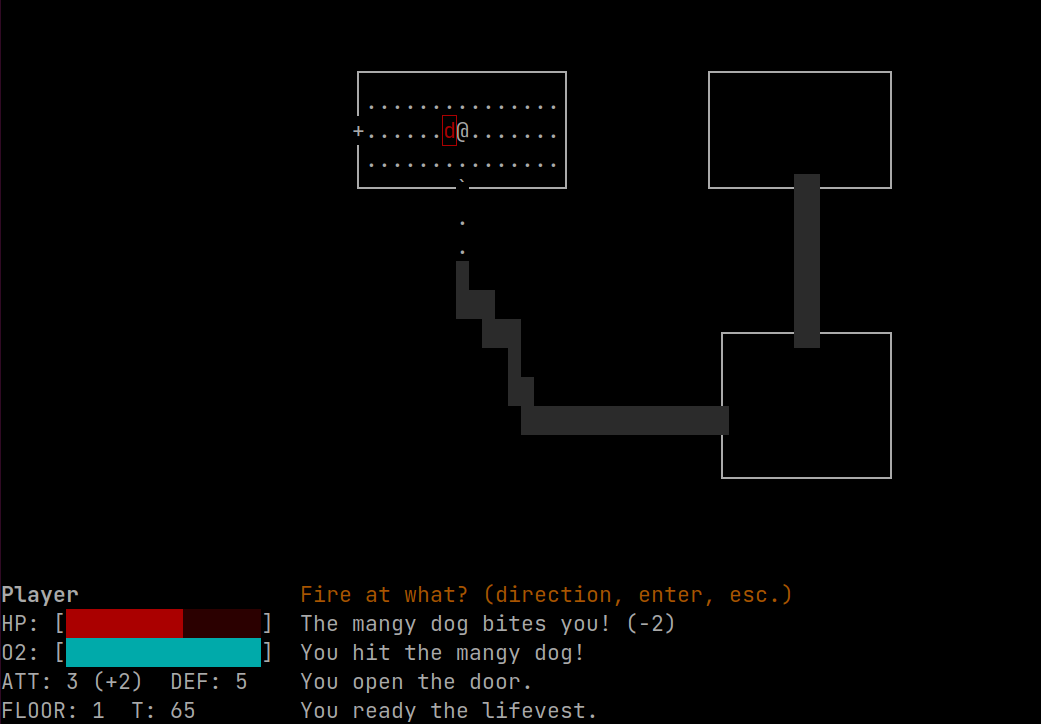 ...............
+......d@.......
...............
`
.
.
Player
Fire at what? (direction, enter, esc.)
HP: [ ]
The mangy dog bites you! (-2)
O2: [ ]
You hit the mangy dog!
ATT: 3 (+2) DEF: 5
You open the door.
FLOOR: 1 T: 65
You ready the lifevest.